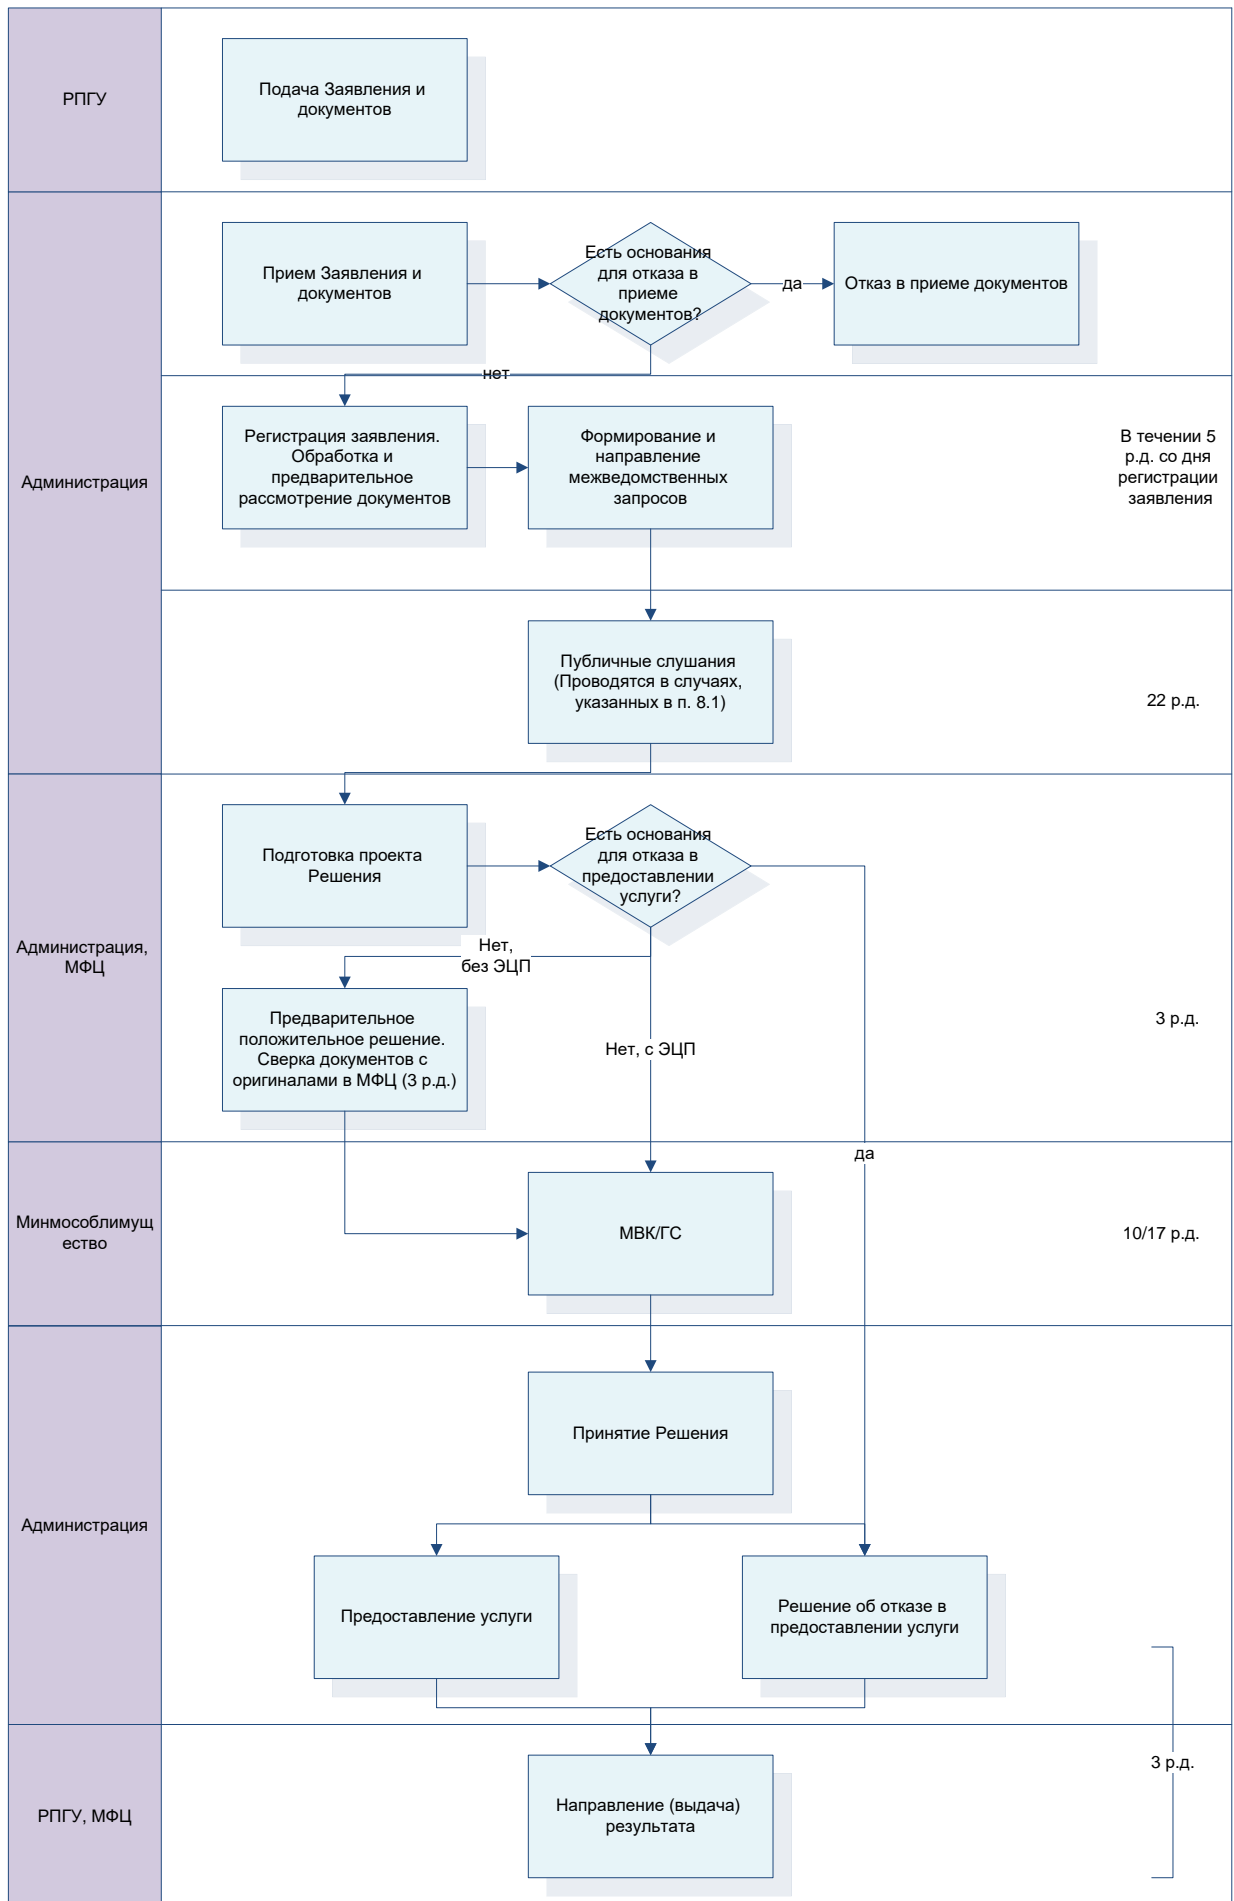 РПГУ
Подача Заявления и
документов
Администрация
Прием Заявления и
документов
Есть основания
для отказа в
приеме
документов?
да
Отказ в приеме документов
нет
Регистрация заявления.
Обработка и
предварительное
рассмотрение документов
Формирование и
направление
межведомственных
запросов
В течении 5
р.д. со дня
регистрации
заявления
Публичные слушания
(Проводятся в случаях,
указанных в п. 8.1)
22 р.д.
Администрация,
МФЦ
Подготовка проекта
Решения
Есть основания
для отказа в
предоставлении
услуги?
Нет,
без ЭЦП
Предварительное
положительное решение.
Сверка документов с
оригиналами в МФЦ (3 р.д.)
Нет, с ЭЦП
3 р.д.
да
Минмособлимущ
ество
МВК/ГС
10/17 р.д.
Администрация
Принятие Решения
Предоставление услуги
Решение об отказе в
предоставлении услуги
3 р.д.
РПГУ, МФЦ
Направление (выдача)
результата